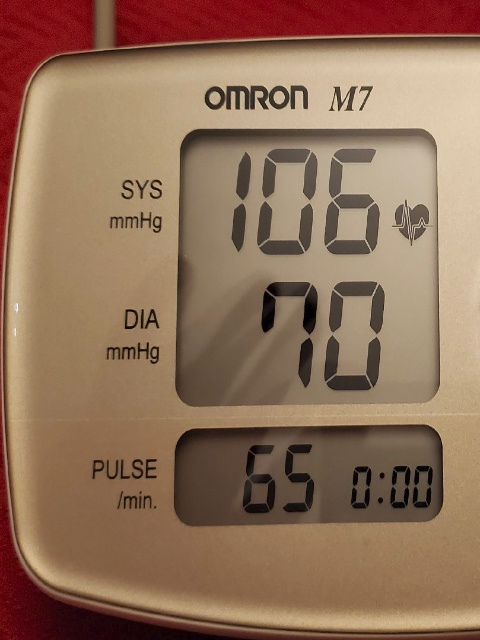 OMRON M7
SYS
mmHg
106
DIA
mmHg
70
PULSE
/min.
65 0:00